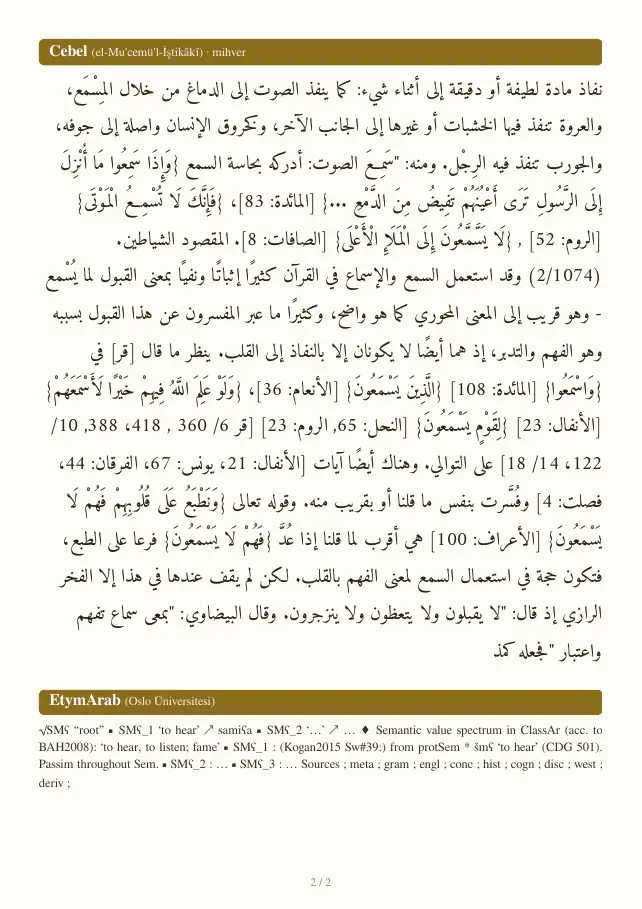 Cebel (el-Mu'cemü'l-İştikâkî) · mihver
نفاذ مادة لطيفة أو دقيقة إلى أثناء شيء: كما ينفذ الصوت إلى الدماغ من خلال المِسْمَع،
والعروة تنفذ فيها الخشبات أو غيرها إلى الجانب الآخر، وكخروق الإنسان واصلة إلى جوفه،
والجورب تنفذ فيه الرِجْل. ومنه: "سَمِعَ الصوت: أدركه بحاسة السمع {وَإِذَا سَمِعُوا مَا أُنْزِلَ
إِلَى الرَّسُولِ تَرَى أَعْيُنَهُمْ تَفِيضُ مِنَ الدَّمْعِ ...} [المائدة: 83]، {فَإِنَّكَ لَا تُسْمِعُ الْمَوْتَى}
[الروم: 52] , {لَا يَسَّمَّعُونَ إِلَى الْمَلَإِ الْأَعْلَى} [الصافات: 8]. المقصود الشياطين.
(2/1074) وقد استعمل السمع والإسماع في القرآن كثيرًا إثباتًا ونفيًا بمعنى القبول لما يُسْمع
- وهو قريب إلى المعنى المحوري كما هو واضح، وكثيرًا ما عبر المفسرون عن هذا القبول بسببه
وهو الفهم والتدبر، إذ هما أيضًا لا يكونان إلا بالنفاذ إلى القلب. ينظر ما قال [قر] في
{وَاسْمَعُوا} [المائدة: 108] {الَّذِينَ يَسْمَعُونَ} [الأنعام: 36]، {وَلَوْ عَلِمَ اللَّهُ فِيهِمْ خَيْرًا لَأَسْمَعَهُمْ}
[الأنفال: 23] {لِقَوْمٍ يَسْمَعُونَ} [النحل: 65, الروم: 23] [قر 6/ 360 , 418، 388, 10/
122، 14/ 18] على التوالي. وهناك أيضًا آيات [الأنفال: 21، يونس: 67، الفرقان: 44،
فصلت: 4] وفُسَّرت بنفس ما قلنا أو بقريب منه. وقوله تعالى {وَنَطْبَعُ عَلَى قُلُوبِهِمْ فَهُمْ لَا
يَسْمَعُونَ} [الأعراف: 100] هي أقرب لما قلنا إذا عُدَّ {فَهُمْ لَا يَسْمَعُونَ} فرعا على الطبع،
فتكون حجة في استعمال السمع لمعنى الفهم بالقلب. لكن لم يقف عندها في هذا إلا الفخر
الرازي إذ قال: "لا يقبلون ولا يتعظون ولا ينزجرون. وقال البيضاوي: "بمعى سماع تفهم
واعتبار "فجعله كمذ
EtymArab (Oslo Üniversitesi)
√SMʕ “root” ▪ SMʕ_1 ‘to hear’ ↗ samiʕa ▪ SMʕ_2 ‘…’ ↗ … ♦ Semantic value spectrum in ClassAr (acc. to
BAH2008): ‘to hear, to listen; fame’ ▪ SMʕ_1 : (Kogan2015 Sw#39:) from protSem * šmʕ ‘to hear’ (CDG 501).
Passim throughout Sem. ▪ SMʕ_2 : … ▪ SMʕ_3 : … Sources ; meta ; gram ; engl ; conc ; hist ; cogn ; disc ; west ;
deriv ;
2 / 2